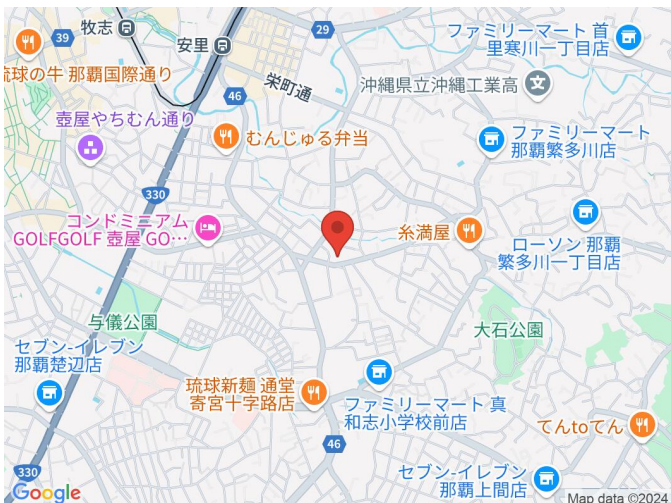 ファミリーマート 首
里寒川一丁目店
牧志
39
安里
29
琉球の牛 那覇国際通り
栄町通
沖縄県立沖縄工業高
46
壺屋やちむん通り
むんじゅる弁当
ファミリーマート
那覇繁多川店
330
コンドミニアム
GOLFGOLF 壺屋 GO…
糸満屋
ローソン 那覇
繁多川一丁目店
与儀公園
大石公園
セブン-イレブン
那覇楚辺店
琉球新麺 通堂
寄宮十字路店
ファミリーマート 真
和志小学校前店
てんtoてん
46
330
セブン-イレブン
那覇上間店
Google
Map data ©2024